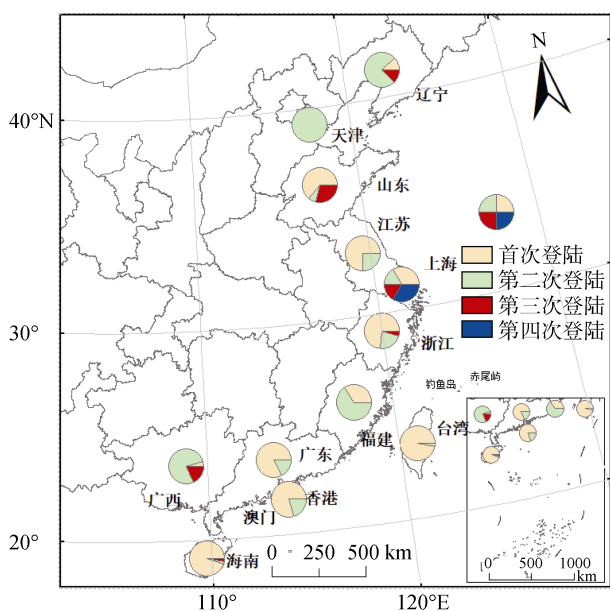 N
辽宁
40°N
天津
山东
江苏
上海
首次登陆
第二次登陆
第三次登陆
第四次登陆
30°
浙江
钓鱼岛
赤尾屿
台湾
福建
广东
广西
香港
澳门
20°
海南
0 250 500 km
0 500 1000
km
110°
120°E